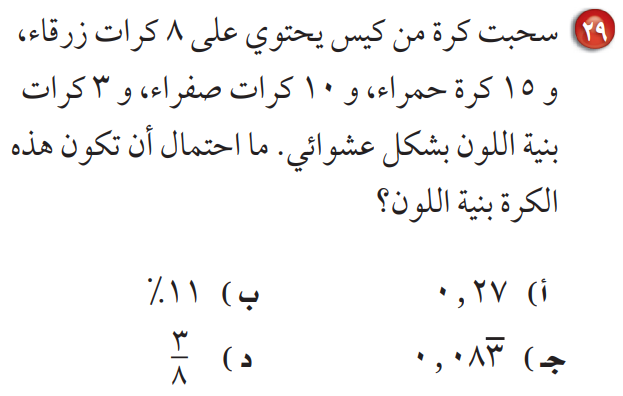 ٢٩ سحبت كرة من كيس يحتوي على ٨ كرات زرقاء،
و ١٥ كرة حمراء، و ١٠ كرات صفراء، و ٣ كرات
بنية اللون بشكل عشوائي. ما احتمال أن تكون هذه
الكرة بنية اللون؟
أ) ٠,٢٧ ب) ١١٪
جـ) ٠,٠٨٣̅ د) ٣/٨